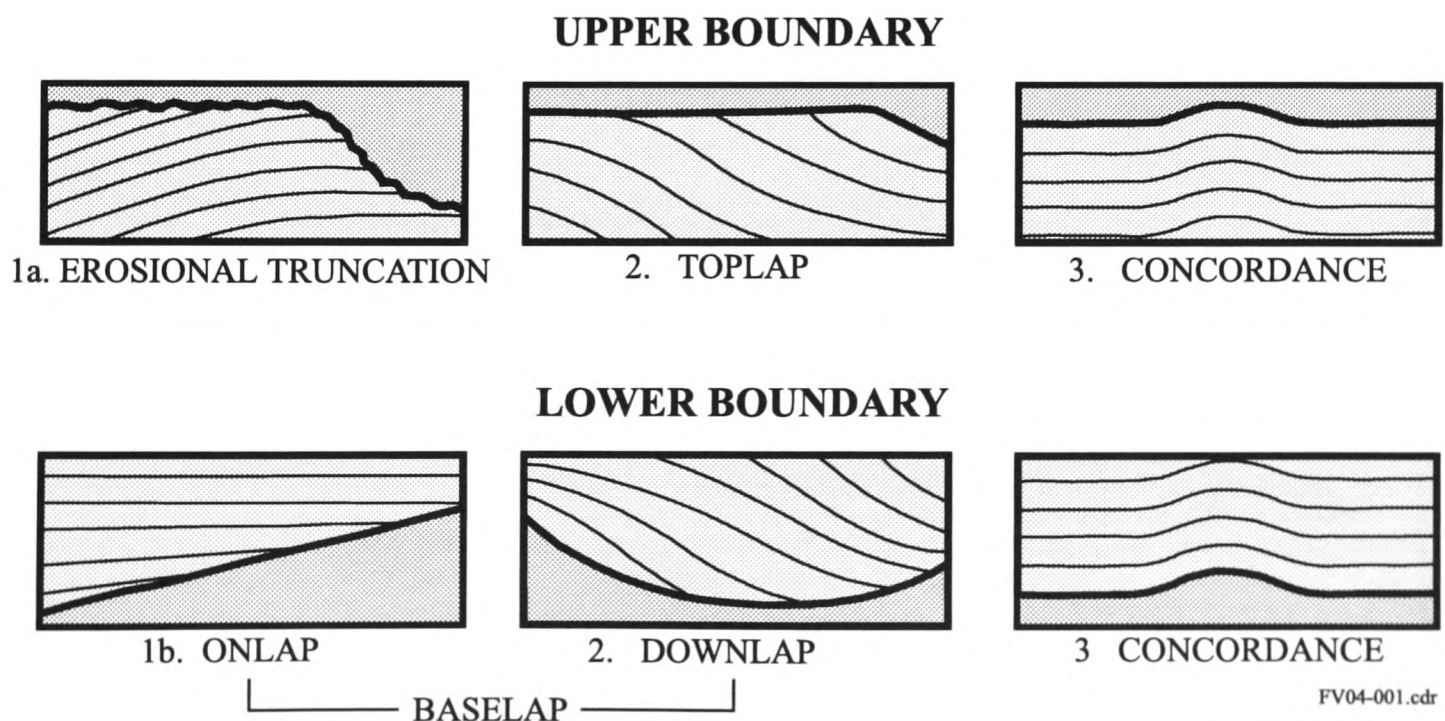 UPPER BOUNDARY
1a. EROSIONAL TRUNCATION
2. TOPLAP
3. CONCORDANCE
LOWER BOUNDARY
1b. ONLAP
2. DOWNLAP
3 CONCORDANCE
BASELAP
FV04-001.cdr